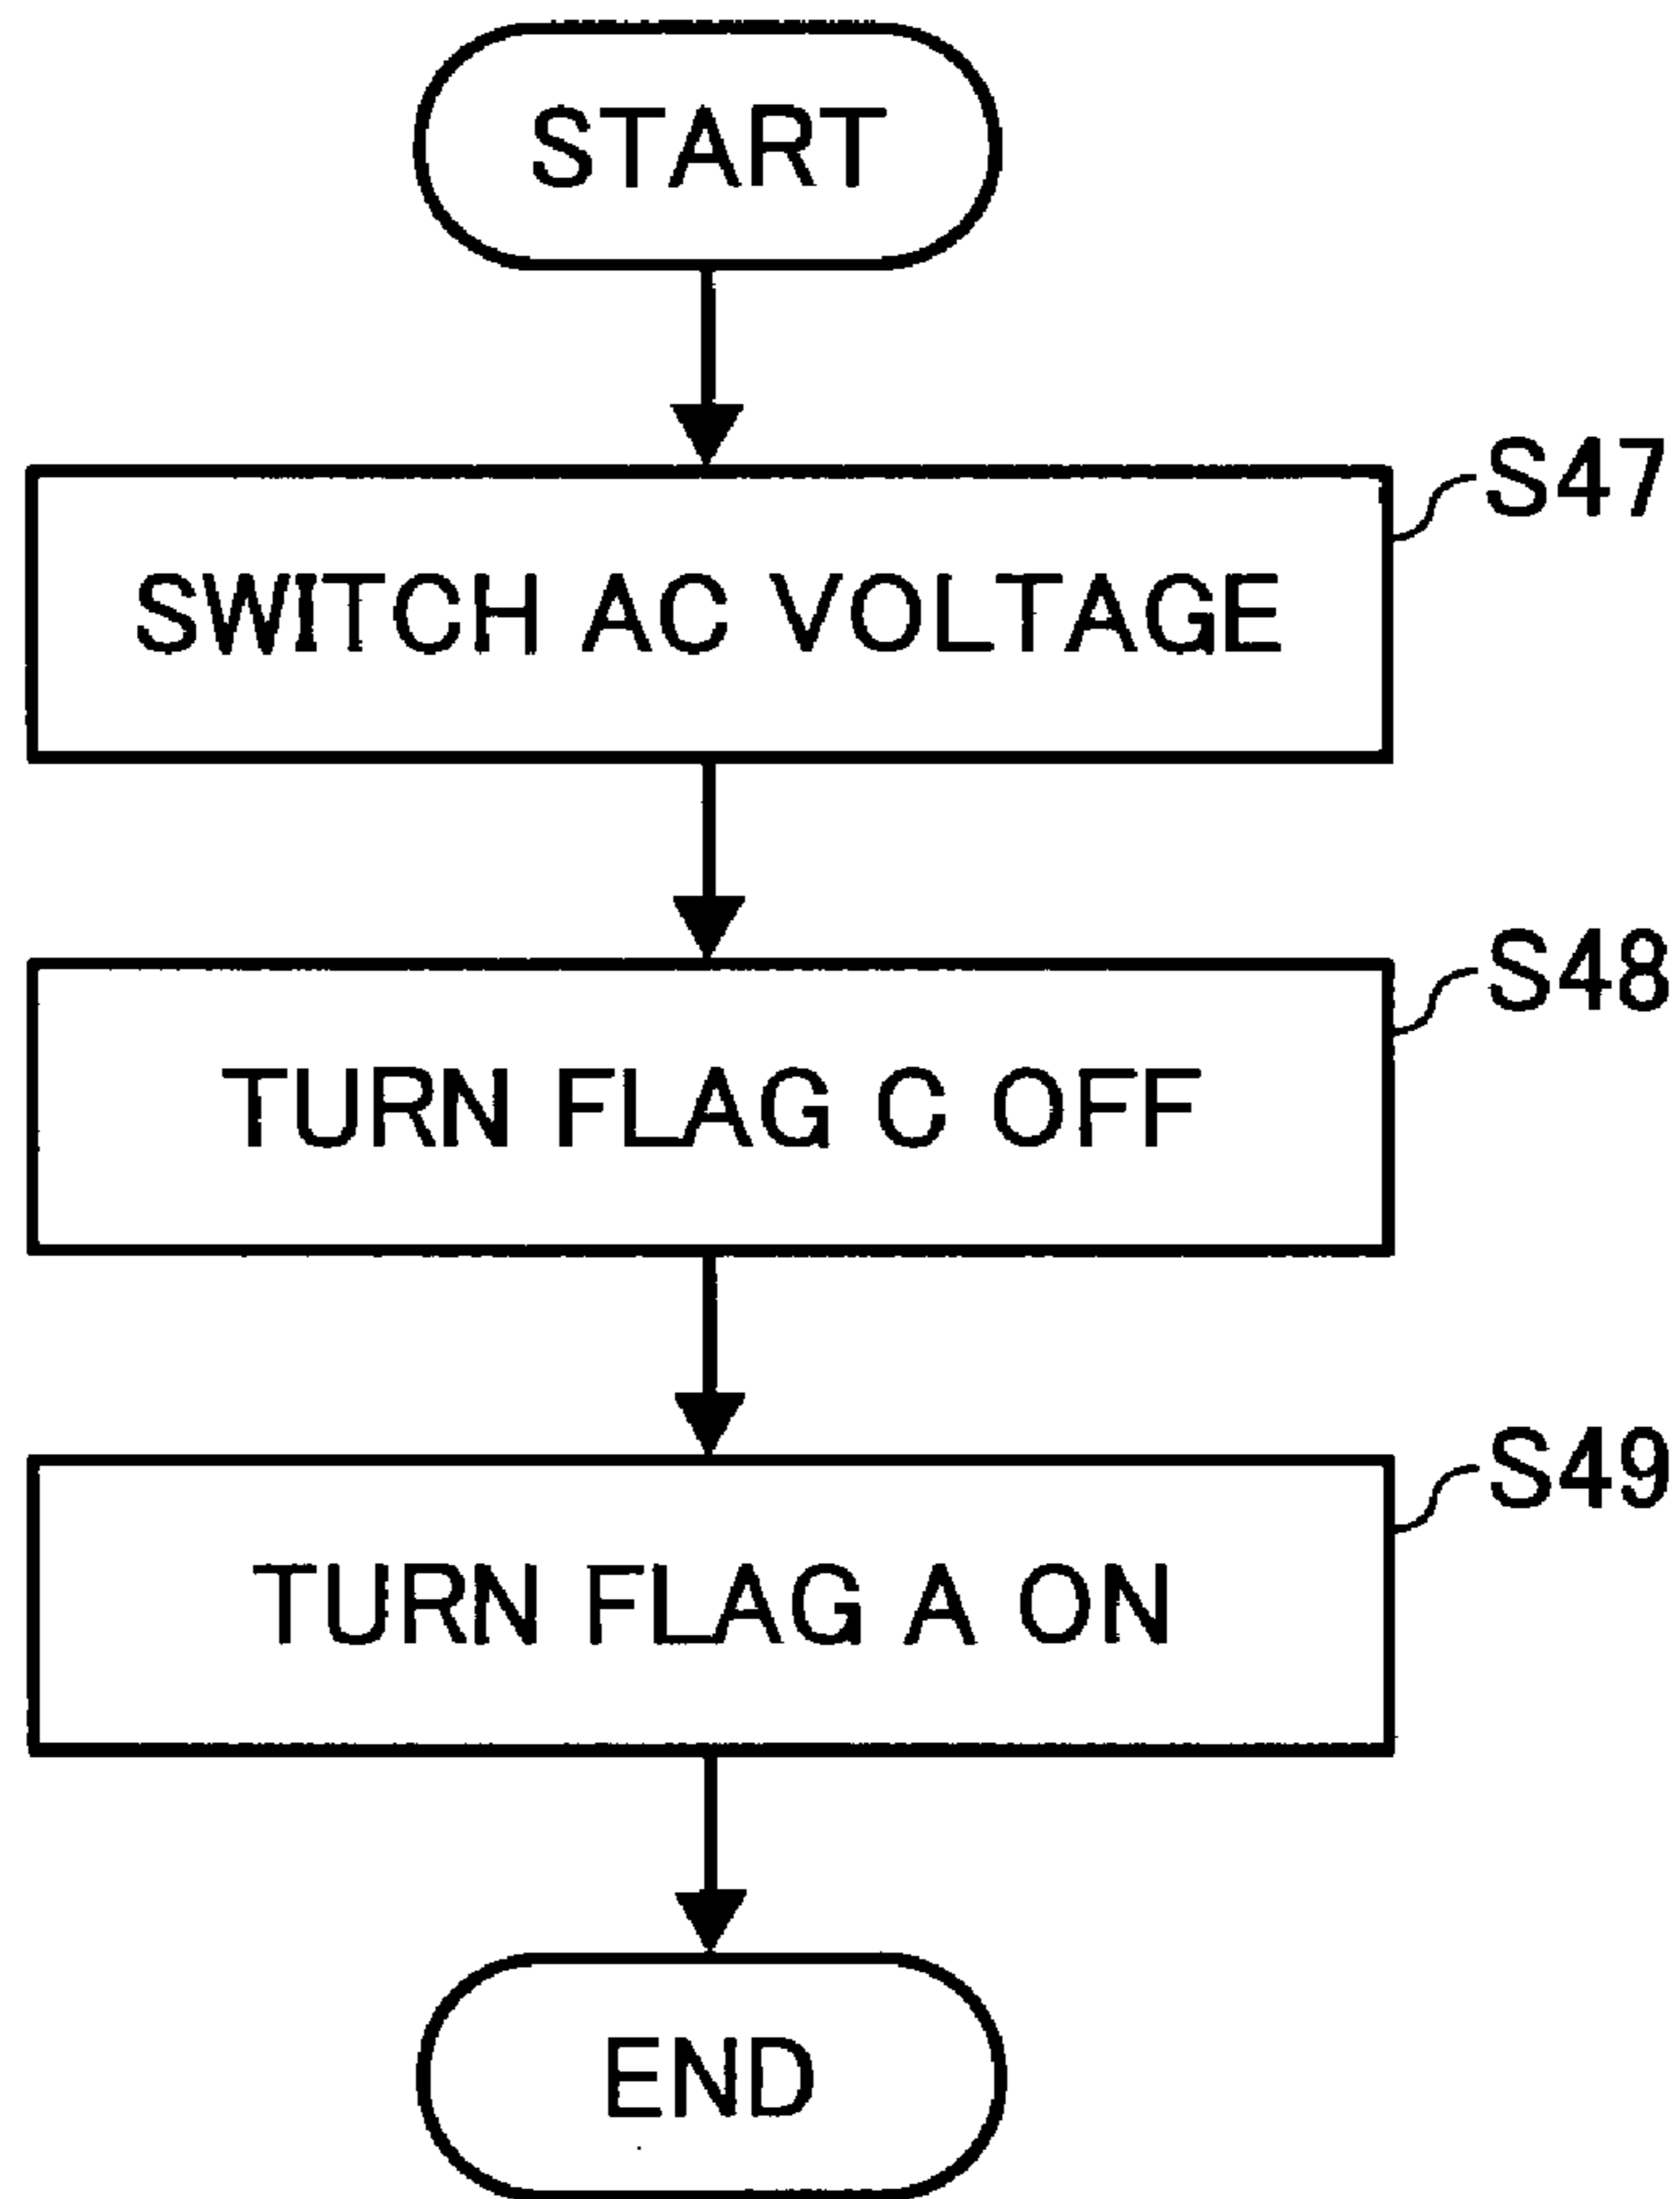 START
S47
SWITCH AC VOLTAGE
S48
TURN FLAG C OFF
S49
TURN FLAG A ON
END